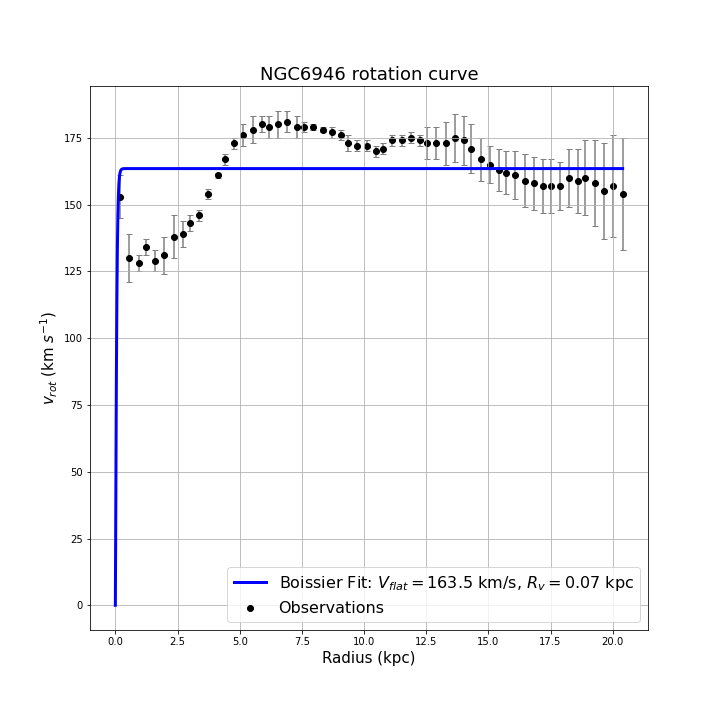 NGC6946 rotation curve
175
150
125
100
75
50
25
0
v_rot (km s⁻¹)
Boissier Fit: V_flat = 163.5 km/s, R_v = 0.07 kpc
Observations
0.0 2.5 5.0 7.5 10.0 12.5 15.0 17.5 20.0
Radius (kpc)